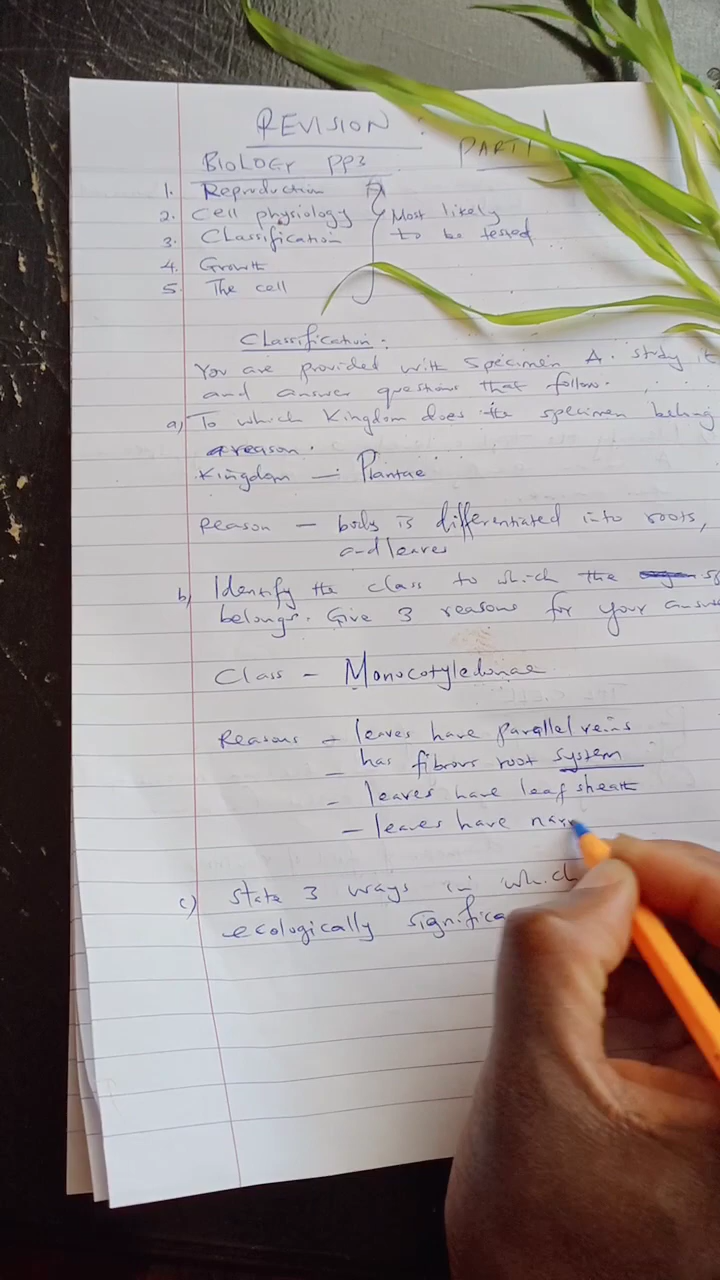 REVISION :
BIOLOGY PP3 PART 1
1. Reproduction
2. Cell physiology Most likely
3. Classification to be tested
4. Growth
5. The cell
Classification :
You are provided with specimen A. study it
and answer questions that follow.
a) To which Kingdom does the specimen belong
reason.
Kingdom — Plantae
Reason — body is differentiated into roots,
and leaves
b) Identify the class to which the
belongs. Give 3 reasons for your
Class - Monocotyledonae
Reasons - leaves have parallel veins
- has fibrous root system
- leaves have leaf sheath
- leaves have narr
c) State 3 ways in which
ecologically significa